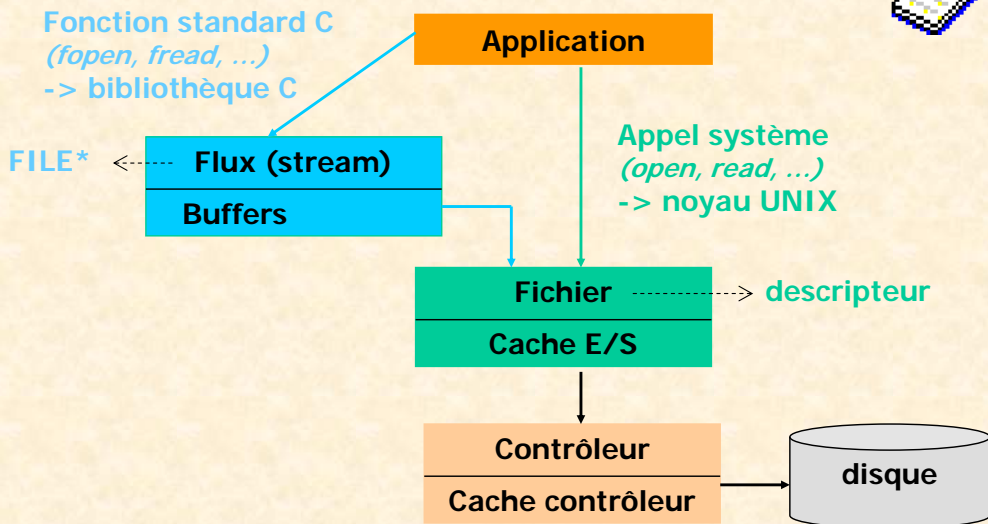 Fonction standard C
(fopen, fread, ...)
-> bibliothèque C
Application
FILE*
Flux (stream)
Buffers
Appel système
(open, read, ...)
-> noyau UNIX
Fichier
descripteur
Cache E/S
Contrôleur
Cache contrôleur
disque